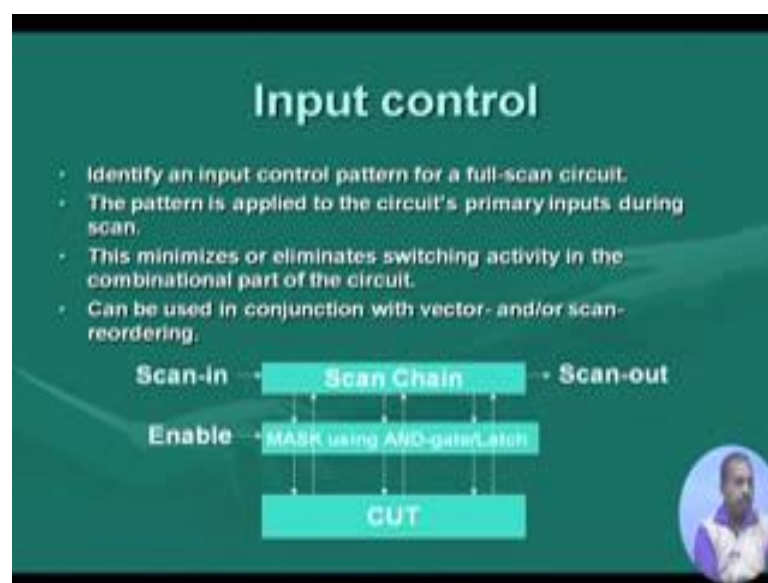 Input control
• Identify an input control pattern for a full-scan circuit.
• The pattern is applied to the circuit's primary inputs during
scan.
• This minimizes or eliminates switching activity in the
combinational part of the circuit.
• Can be used in conjunction with vector- and/or scan-
reordering.
Scan-in Scan Chain Scan-out
Enable MASK using AND-gate/Latch
CUT